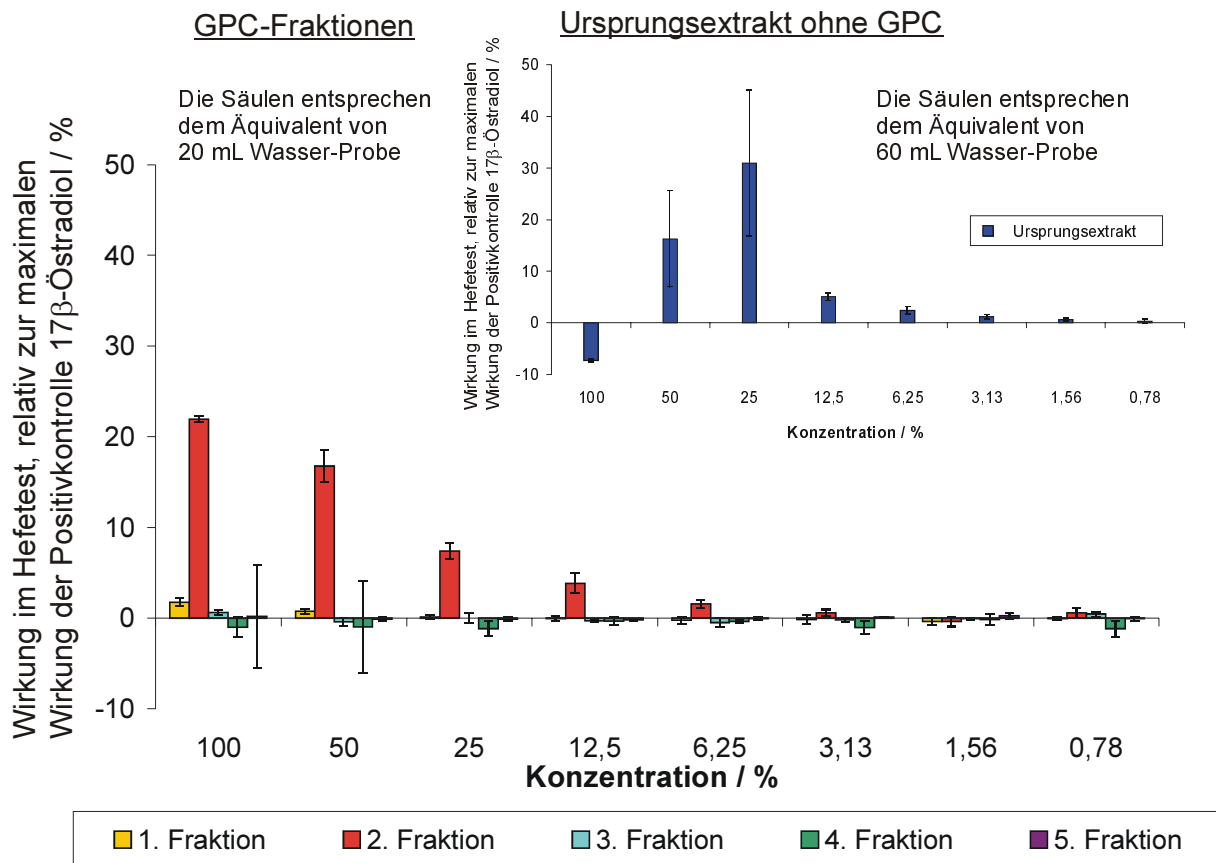 GPC-Fraktionen
Die Säulen entsprechen
dem Äquivalent von
20 mL Wasser-Probe
Wirkung im Hefetest, relativ zur maximalen
Wirkung der Positivkontrolle 17β-Östradiol / %
50
40
30
20
10
0
-10
100
50
25
12,5
6,25
3,13
1,56
0,78
Konzentration / %
Ursprungsextrakt ohne GPC
Die Säulen entsprechen
dem Äquivalent von
60 mL Wasser-Probe
Wirkung im Hefetest, relativ zur maximalen
Wirkung der Positivkontrolle 17β-Östradiol / %
50
40
30
20
10
0
-10
100
50
25
12,5
6,25
3,13
1,56
0,78
Konzentration / %
Ursprungsextrakt
1. Fraktion
2. Fraktion
3. Fraktion
4. Fraktion
5. Fraktion